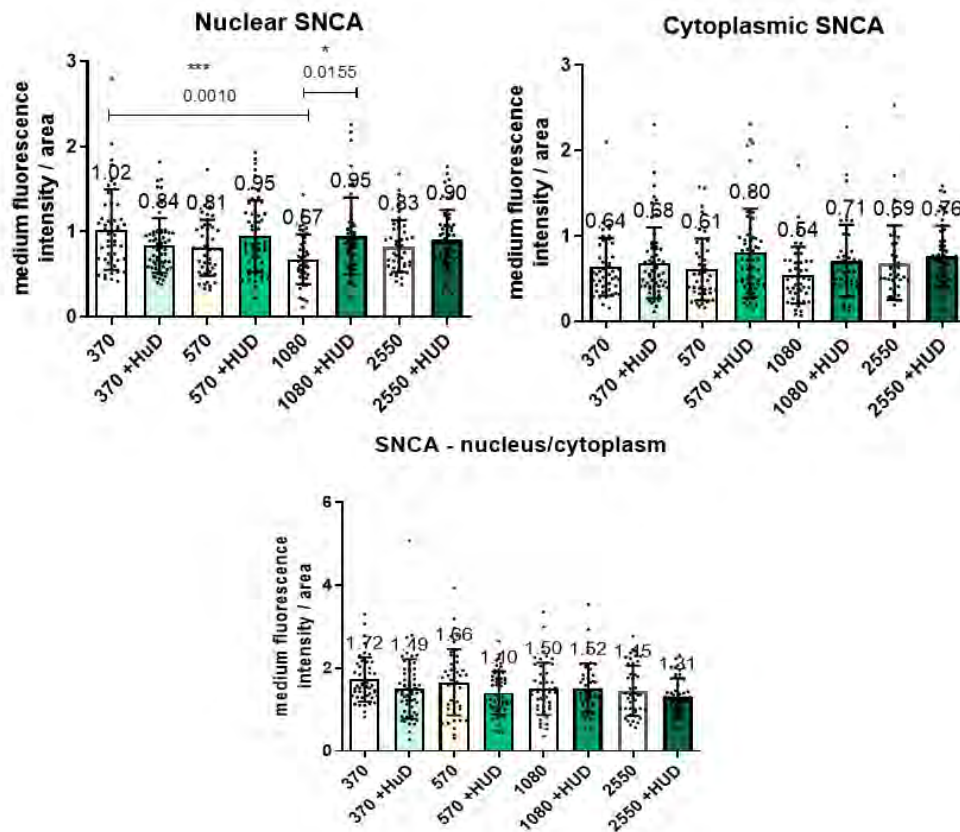 Nuclear SNCA
medium fluorescence
intensity / area
3
2
1
0
***
0.0010
*
0.0155
1.02
0.84
0.81
0.95
0.67
0.95
0.83
0.90
370
370 +HuD
570
570 +HUD
1080
1080 +HUD
2550
2550 +HUD
Cytoplasmic SNCA
medium fluorescence
intensity / area
3
2
1
0
0.64
0.68
0.61
0.80
0.54
0.71
0.69
0.76
370
370 +HuD
570
570 +HUD
1080
1080 +HUD
2550
2550 +HUD
SNCA - nucleus/cytoplasm
medium fluorescence
intensity / area
6
4
2
0
1.72
1.49
1.66
1.40
1.50
1.52
1.45
1.31
370
370 +HuD
570
570 +HUD
1080
1080 +HUD
2550
2550 +HUD